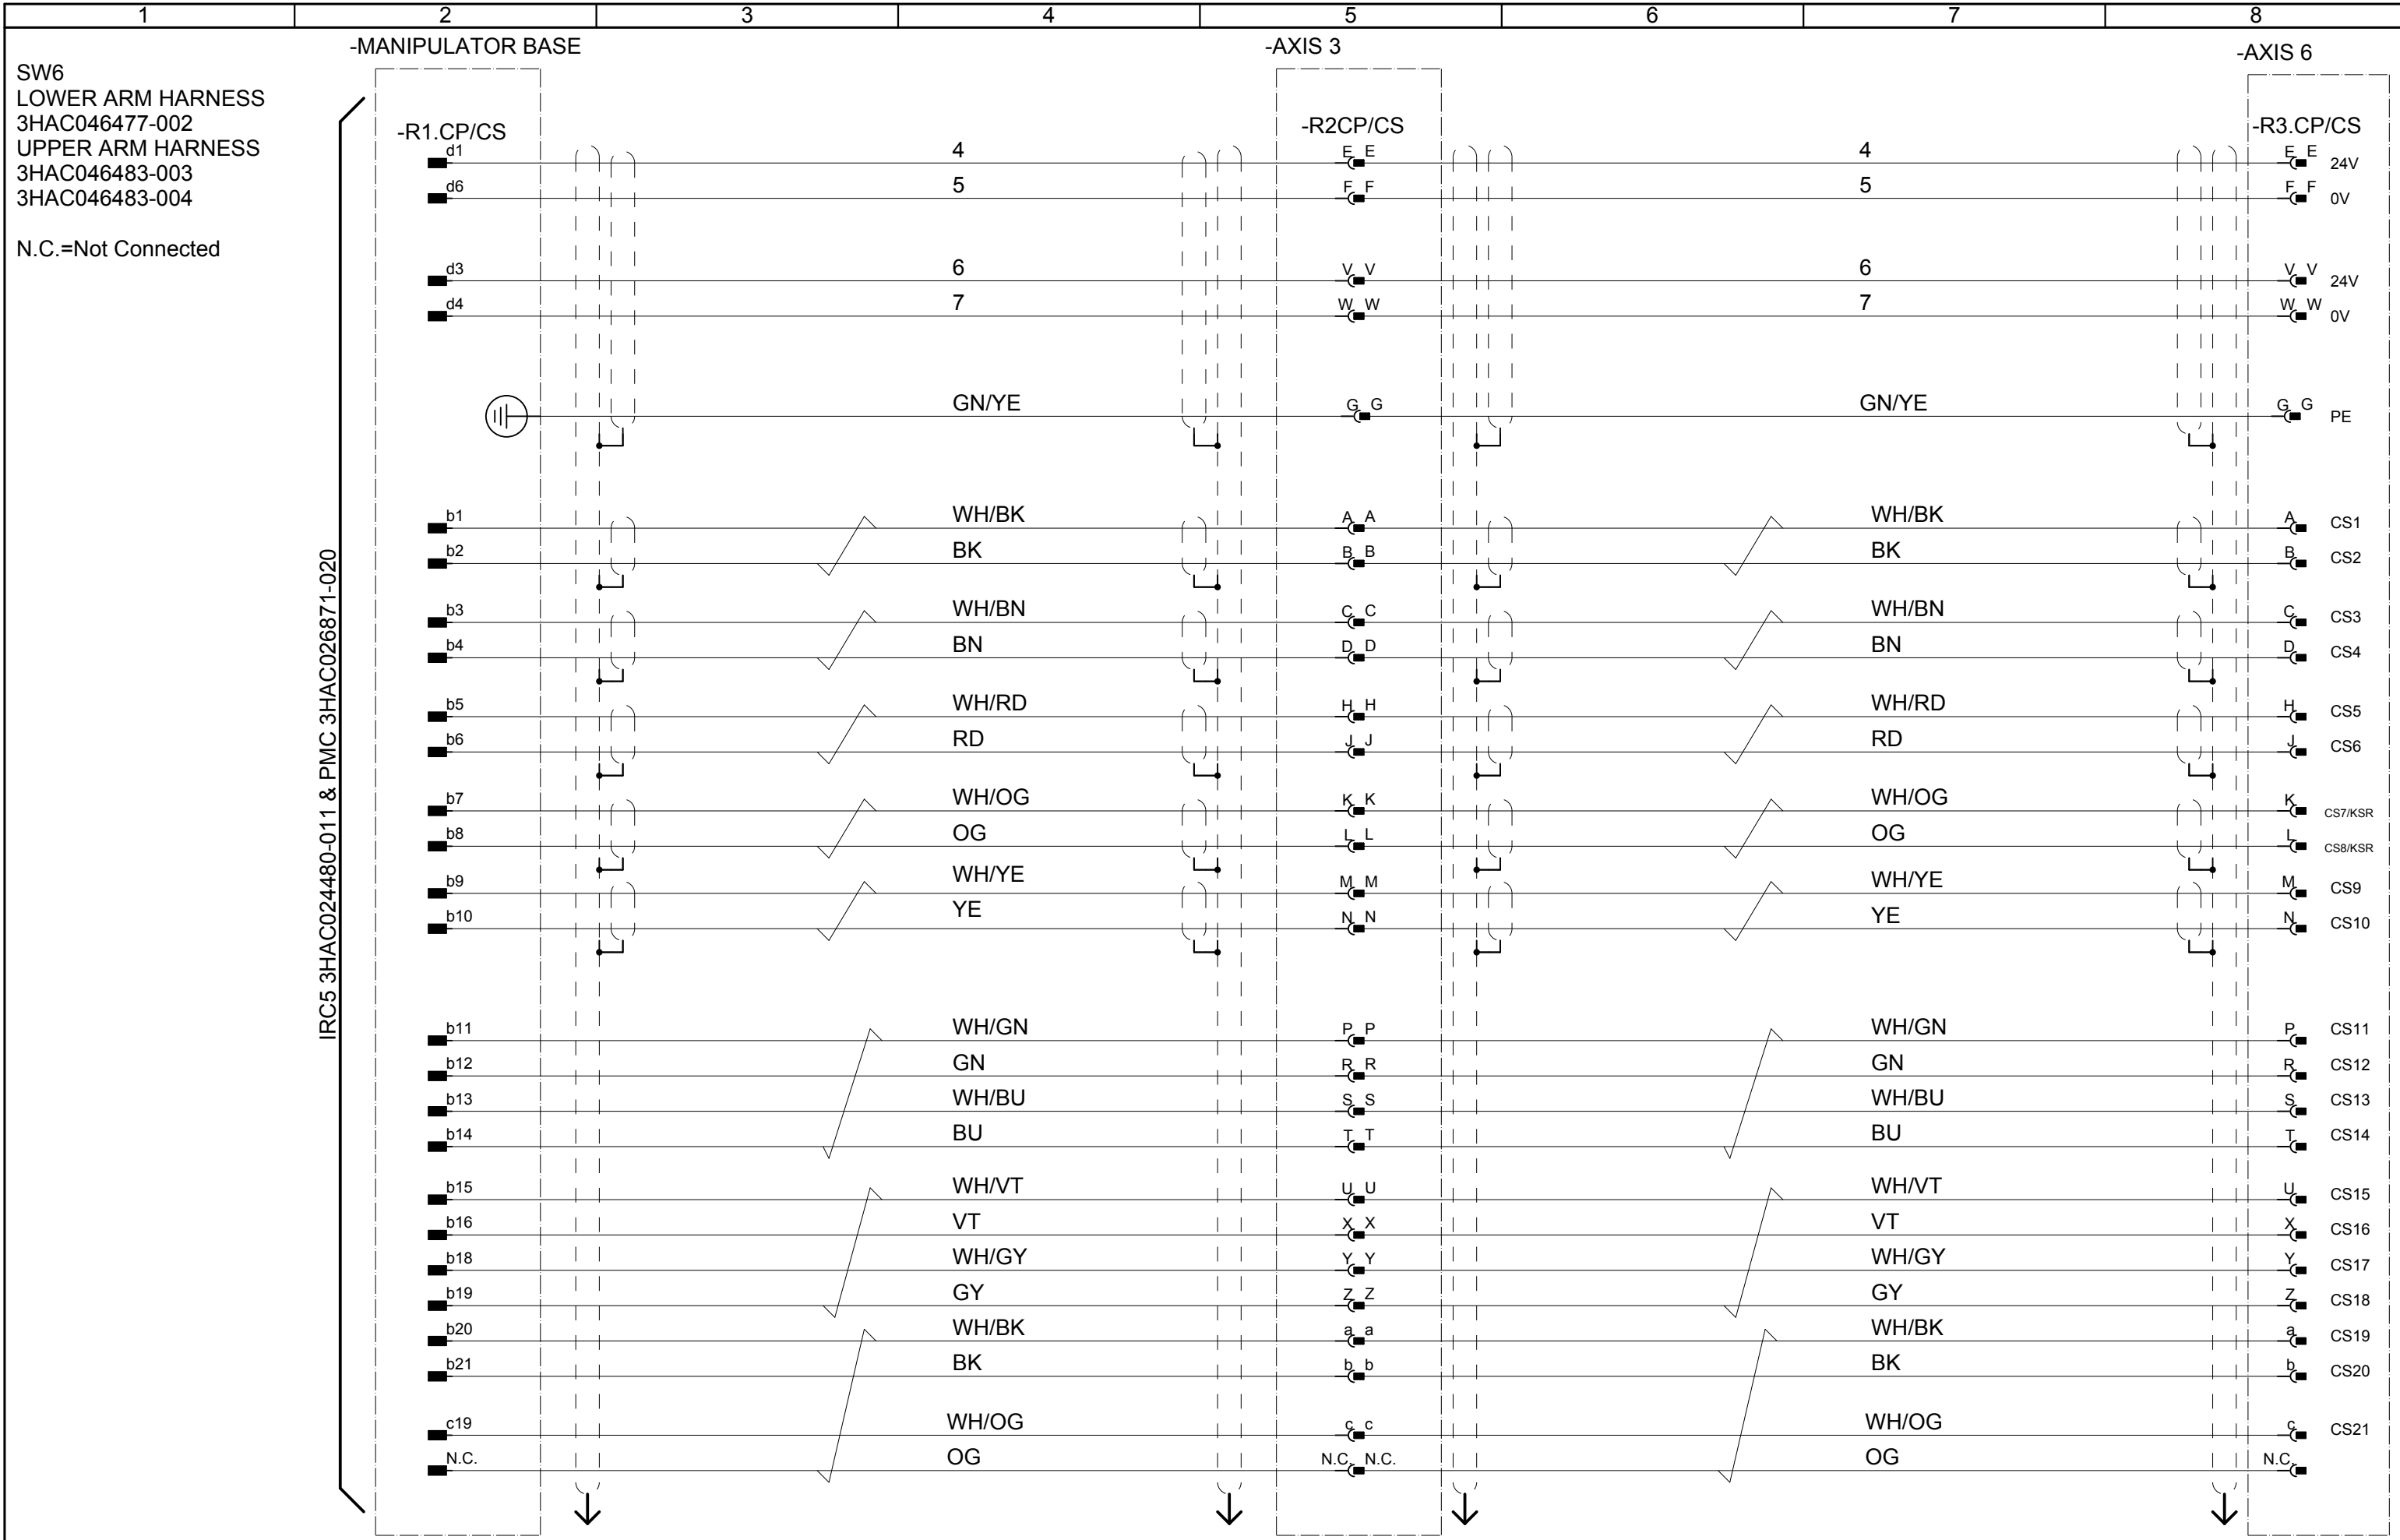 1 2 3 4 5 6 7 8
-MANIPULATOR BASE -AXIS 3 -AXIS 6
SW6
LOWER ARM HARNESS
3HAC046477-002
UPPER ARM HARNESS
3HAC046483-003
3HAC046483-004
N.C.=Not Connected
IRC5 3HAC024480-011 & PMC 3HAC026871-020
-R1.CP/CS -R2CP/CS -R3.CP/CS
d1 4 E E 4 E E 24V
d6 5 F F 5 F F 0V
d3 6 V V 6 V V 24V
d4 7 W W 7 W W 0V
GN/YE G G GN/YE G G PE
b1 WH/BK A A WH/BK A CS1
b2 BK B B BK B CS2
b3 WH/BN C C WH/BN C CS3
b4 BN D D BN D CS4
b5 WH/RD H H WH/RD H CS5
b6 RD J J RD J CS6
b7 WH/OG K K WH/OG K CS7/KSR
b8 OG L L OG L CS8/KSR
b9 WH/YE M M WH/YE M CS9
b10 YE N N YE N CS10
b11 WH/GN P P WH/GN P CS11
b12 GN R R GN R CS12
b13 WH/BU S S WH/BU S CS13
b14 BU T T BU T CS14
b15 WH/VT U U WH/VT U CS15
b16 VT X X VT X CS16
b18 WH/GY Y Y WH/GY Y CS17
b19 GY Z Z GY Z CS18
b20 WH/BK a a WH/BK a CS19
b21 BK b b BK b CS20
c19 WH/OG c c WH/OG c CS21
N.C. OG N.C. N.C. OG N.C.